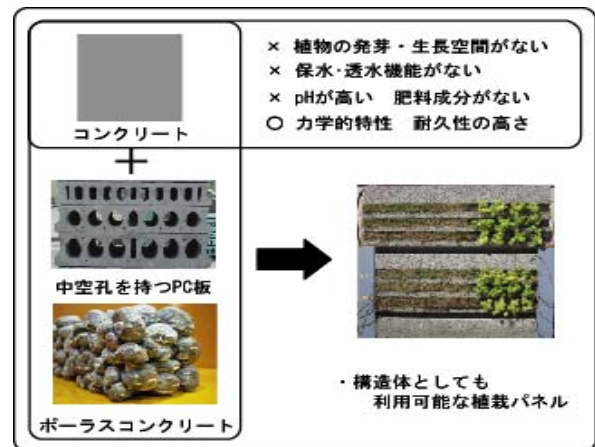 × 植物の発芽・生長空間がない
× 保水・透水機能がない
× pHが高い 肥料成分がない
○ 力学的特性 耐久性の高さ
コンクリート
＋
中空孔を持つPC板
ポーラスコンクリート
・構造体としても
利用可能な植栽パネル